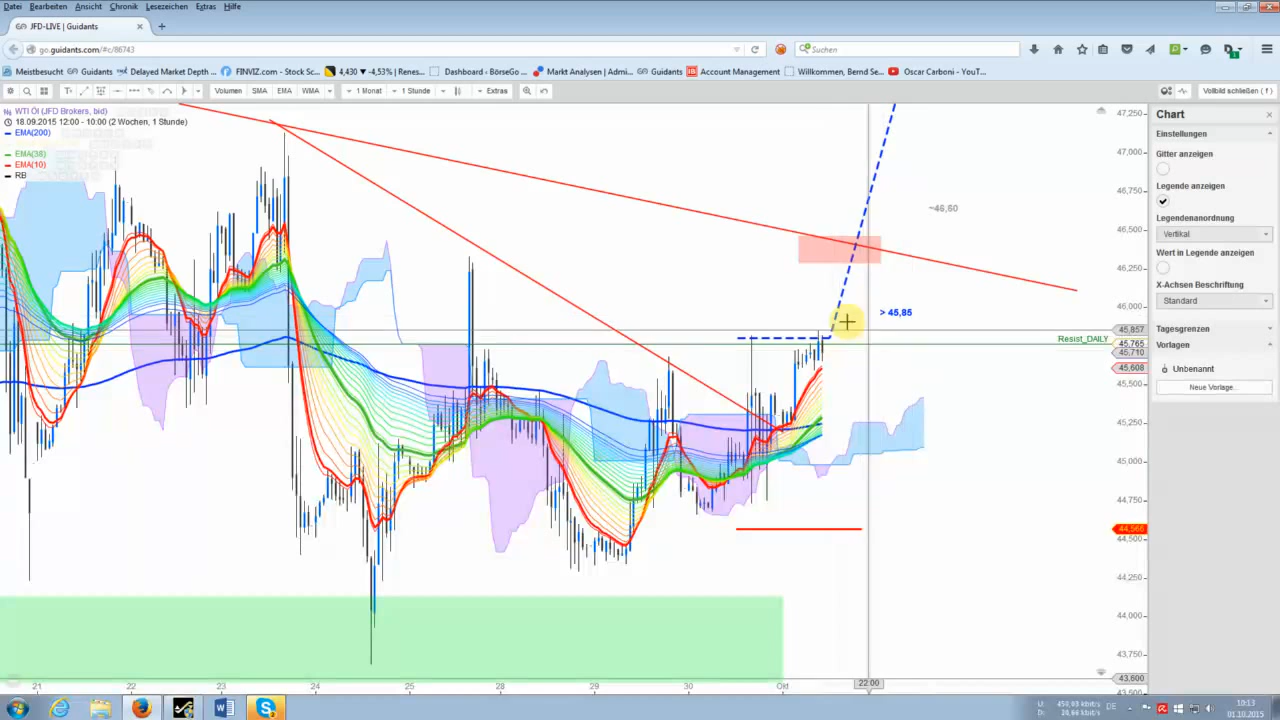 Datei Bearbeiten Ansicht Chronik Lesezeichen Extras Hilfe
JFD-LIVE | Guidants
go.guidants.com/#c/86743
Suchen
Meistbesucht Guidants Delayed Market Depth ... FINVIZ.com - Stock Sc... 4,430 ▼ -4,53% | Renes... Dashboard ‹ BörseGo ... Markt Analysen | Admi... Guidants Account Management Willkommen, Bernd Se... Oscar Carboni - YouT...
Volumen SMA EMA WMA 1 Monat 1 Stunde Extras Vollbild schließen ( f )
WTI Öl (JFD Brokers, bid)
18.09.2015 12:00 - 10:00 (2 Wochen, 1 Stunde)
EMA(200)
EMA(38)
EMA(10)
RB
Chart
Einstellungen
Gitter anzeigen
Legende anzeigen
Legendenanordnung
Vertikal
Wert in Legende anzeigen
X-Achsen Beschriftung
Standard
Tagesgrenzen
Vorlagen
Unbenannt
Neue Vorlage...
~46,60
> 45,85
Resist_DAILY
47,250
47,000
46,750
46,500
46,250
46,000
45,857
45,765
45,710
45,608
45,500
45,250
45,000
44,750
44,566
44,500
44,250
44,000
43,750
43,600
43,500
21 22 23 24 25 28 29 30 Okt 22:00
DE
10:13
01.10.2015